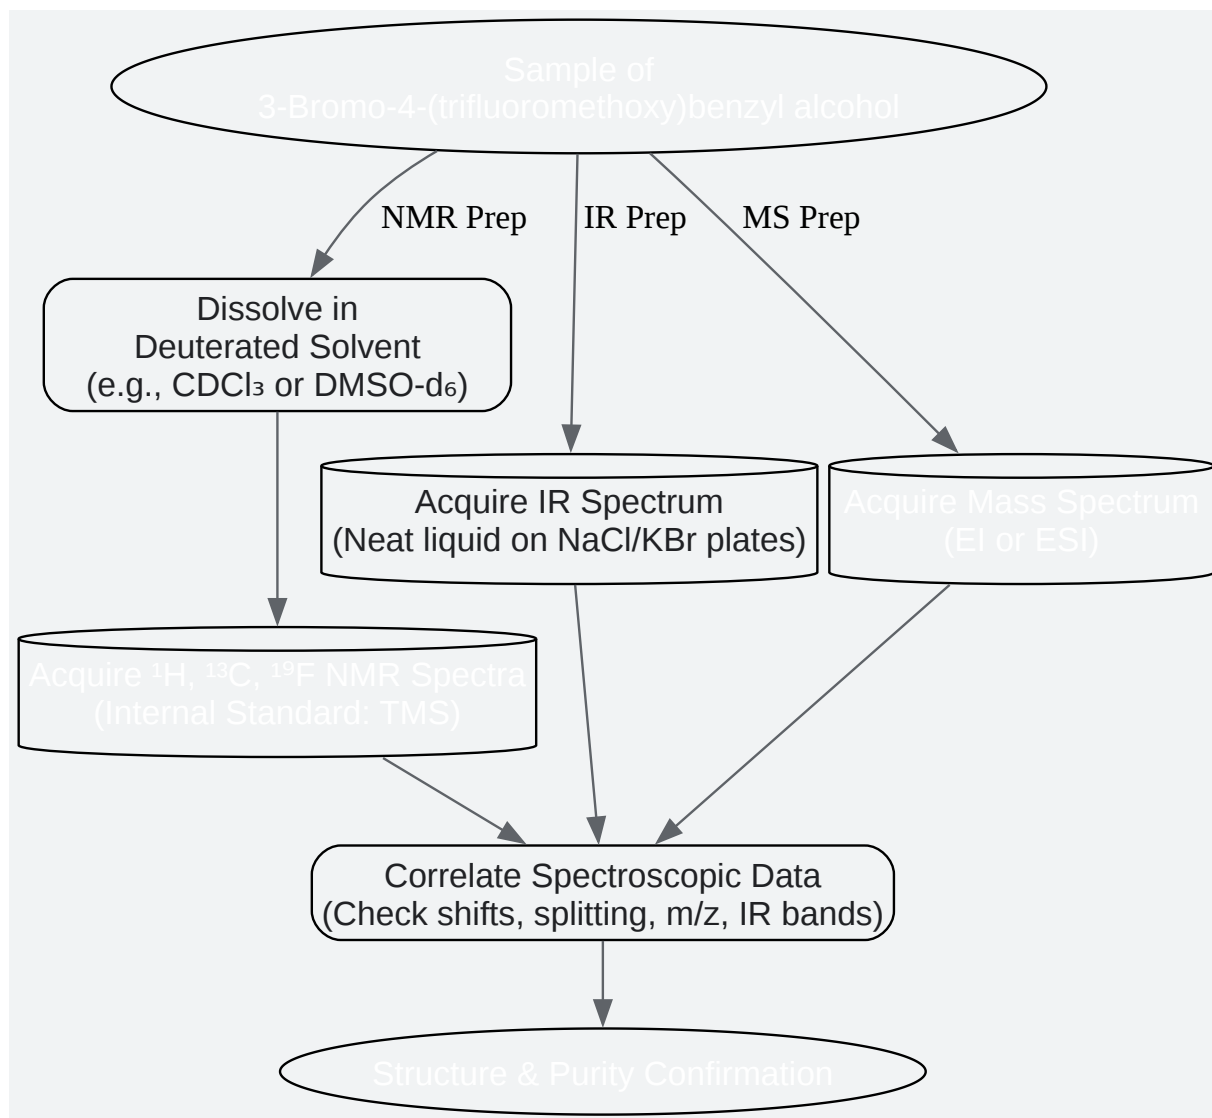 Sample of
3-Bromo-4-(trifluoromethoxy)benzyl alcohol
NMR Prep
IR Prep
MS Prep
Dissolve in
Deuterated Solvent
(e.g., CDCl₃ or DMSO-d₆)
Acquire IR Spectrum
(Neat liquid on NaCl/KBr plates)
Acquire Mass Spectrum
(EI or ESI)
Acquire ¹H, ¹³C, ¹⁹F NMR Spectra
(Internal Standard: TMS)
Correlate Spectroscopic Data
(Check shifts, splitting, m/z, IR bands)
Structure & Purity Confirmation